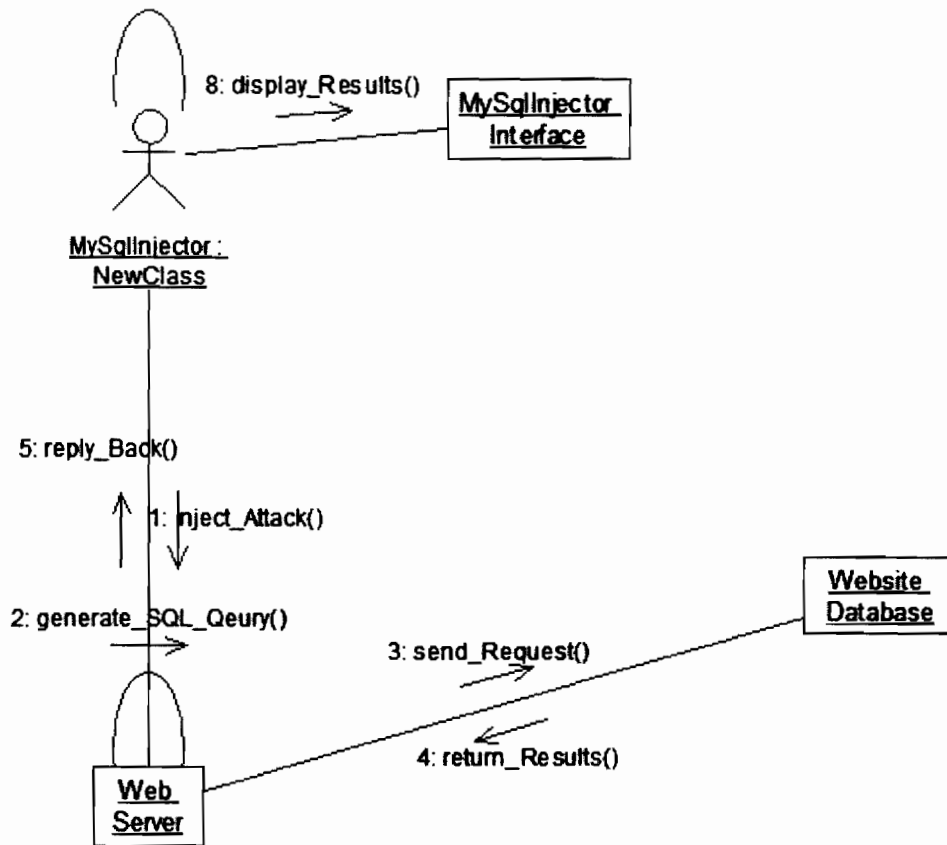 8: display_Results()
MySqlInjector
Interface
MySqlInjector :
NewClass
5: reply_Back()
1: inject_Attack()
2: generate_SQL_Qeury()
Website
Database
3: send_Request()
4: return_Results()
Web
Server